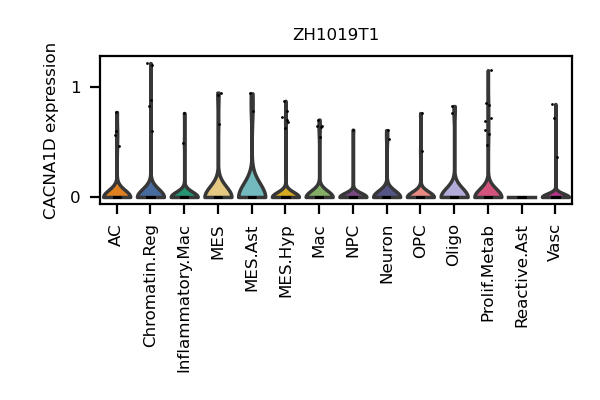 ZH1019T1
CACNA1D expression
1
0
AC
Chromatin.Reg
Inflammatory.Mac
MES
MES.Ast
MES.Hyp
Mac
NPC
Neuron
OPC
Oligo
Prolif.Metab
Reactive.Ast
Vasc